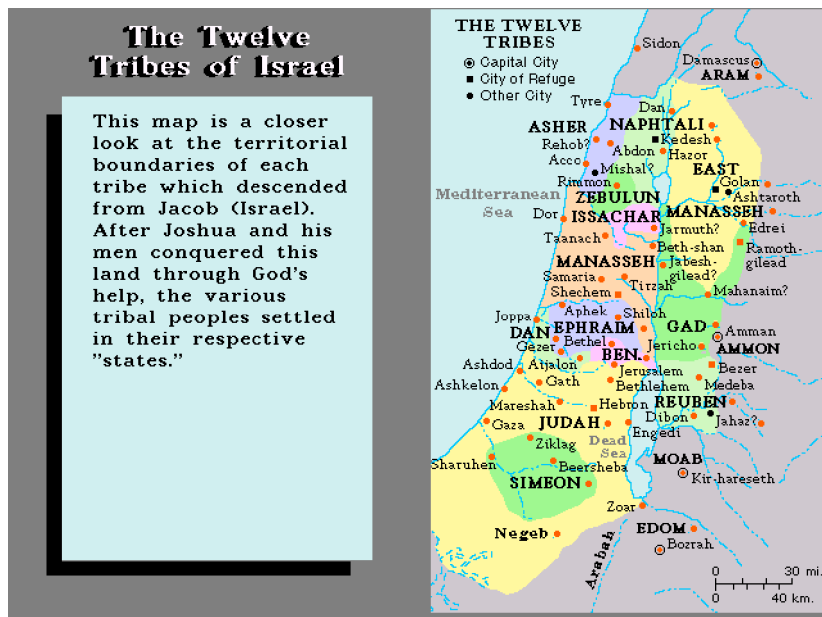 The Twelve
Tribes of Israel
This map is a closer
look at the territorial
boundaries of each
tribe which descended
from Jacob (Israel).
After Joshua and his
men conquered this
land through God's
help, the various
tribal peoples settled
in their respective
"states."
THE TWELVE
TRIBES
Capital City
City of Refuge
Other City
Sidon
Damascus
ARAM
Tyre
Dan
ASHER
NAPHTALI
Rehob?
Kedesh
Abdon
Hazor
Acco
Mishal?
EAST
Rimmon
Golan
ZEBULUN
Ashtaroth
Mediterranean
Sea
Dor
ISSACHAR
MANASSEH
Jarmuth?
Edrei
Taanach
Beth-shan
Ramoth-
gilead
MANASSEH
Jabesh-
gilead?
Samaria
Tirzah
Shechem
Mahanaim?
Joppa
Aphek
Shiloh
DAN
EPHRAIM
GAD
Amman
Gezer
Bethel
Jericho
AMMON
BEN.
Ashdod
Aijalon
Jerusalem
Bezer
Ashkelon
Gath
Bethlehem
Medeba
Mareshah
Hebron
REUBEN
Gaza
JUDAH
Dibon
Jahaz?
Engedi
Ziklag
Dead
Sea
Sharuhen
Beersheba
MOAB
SIMEON
Kir-hareseth
Zoar
Negeb
EDOM
Bozrah
Arabah
0 30 mi.
0 40 km.